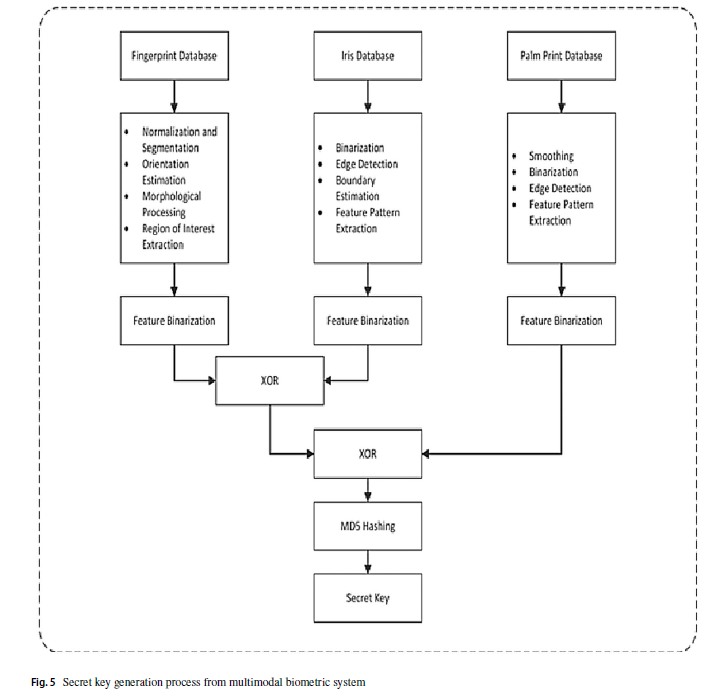 Fingerprint Database
Iris Database
Palm Print Database
• Normalization and
Segmentation
• Orientation
Estimation
• Morphological
Processing
• Region of Interest
Extraction
• Binarization
• Edge Detection
• Boundary
Estimation
• Feature Pattern
Extraction
• Smoothing
• Binarization
• Edge Detection
• Feature Pattern
Extraction
Feature Binarization
Feature Binarization
Feature Binarization
XOR
XOR
MD5 Hashing
Secret Key
Fig. 5 Secret key generation process from multimodal biometric system